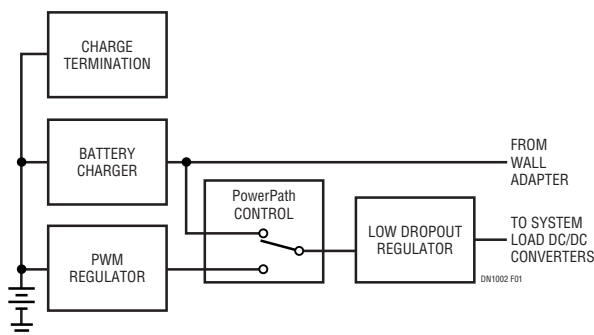 CHARGE
TERMINATION
BATTERY
CHARGER
FROM
WALL
ADAPTER
PowerPath
CONTROL
LOW DROPOUT
REGULATOR
TO SYSTEM
LOAD DC/DC
CONVERTERS
PWM
REGULATOR
DN1002 F01